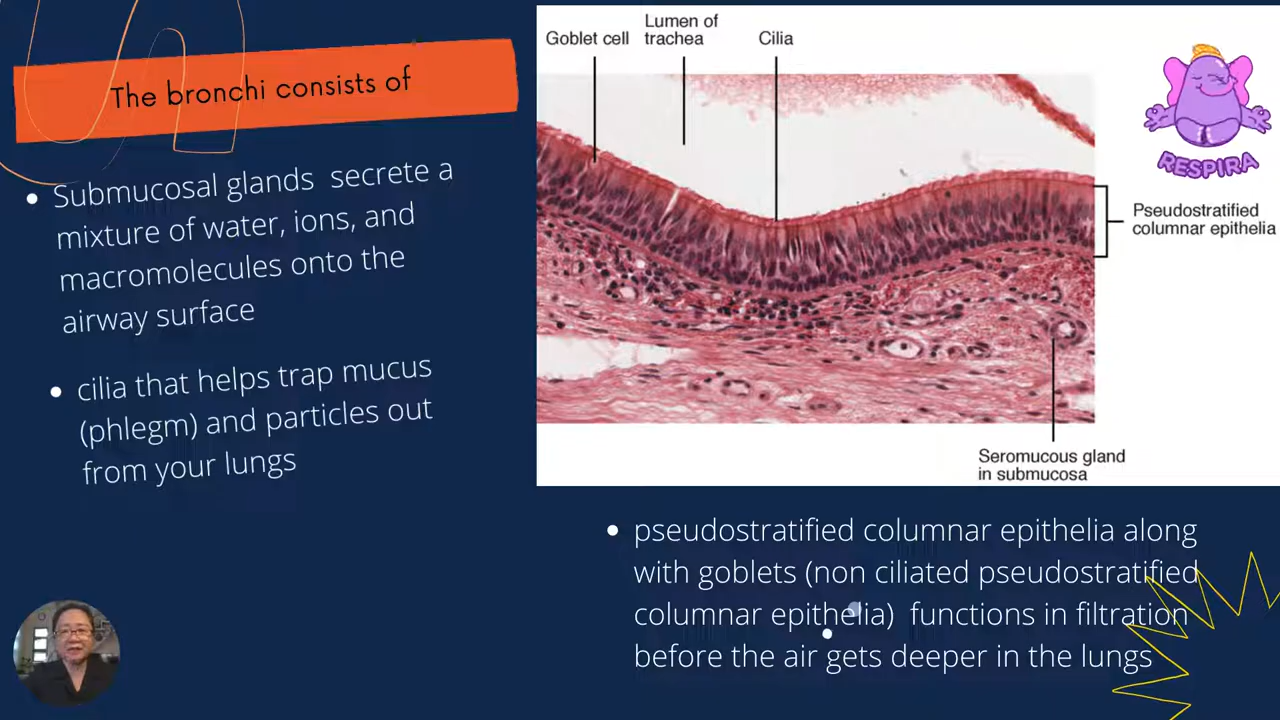 The bronchi consists of
Submucosal glands secrete a
mixture of water, ions, and
macromolecules onto the
airway surface
cilia that helps trap mucus
(phlegm) and particles out
from your lungs
Goblet cell
Lumen of
trachea
Cilia
RESPIRA
Pseudostratified
columnar epithelia
Seromucous gland
in submucosa
pseudostratified columnar epithelia along
with goblets (non ciliated pseudostratified
columnar epithelia) functions in filtration
before the air gets deeper in the lungs